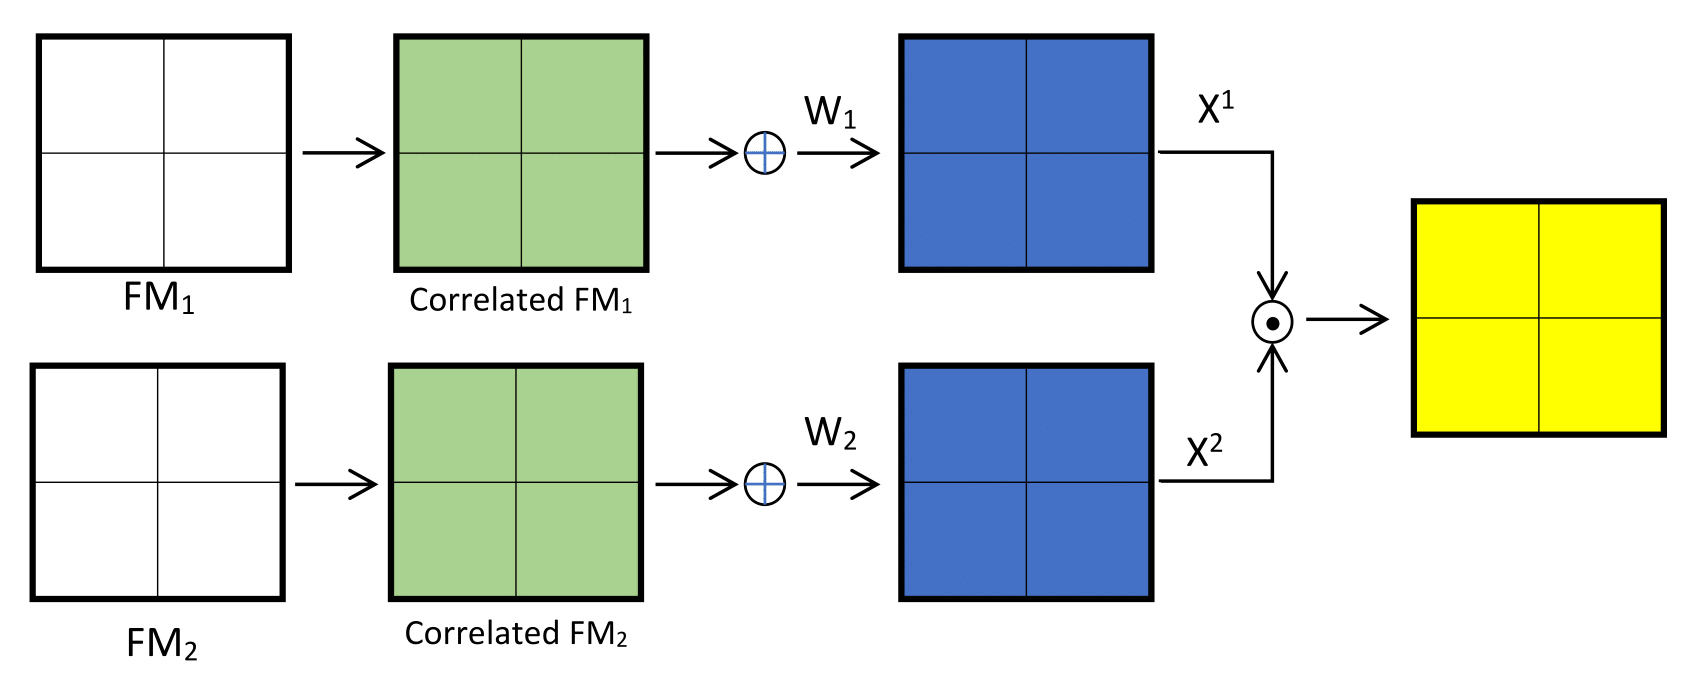 W₁
X¹
FM₁
Correlated FM₁
W₂
X²
FM₂
Correlated FM₂